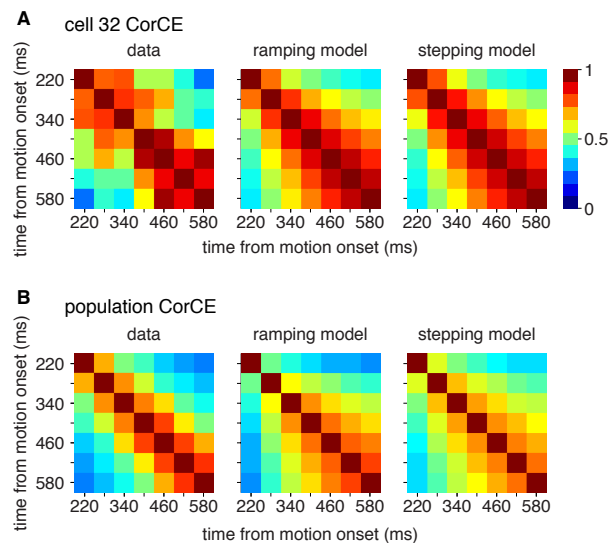 A
cell 32 CorCE
data
ramping model
stepping model
time from motion onset (ms)
220
340
460
580
220 340 460 580
220 340 460 580
220 340 460 580
1
0.5
0
time from motion onset (ms)
B
population CorCE
data
ramping model
stepping model
time from motion onset (ms)
220
340
460
580
220 340 460 580
220 340 460 580
220 340 460 580
time from motion onset (ms)